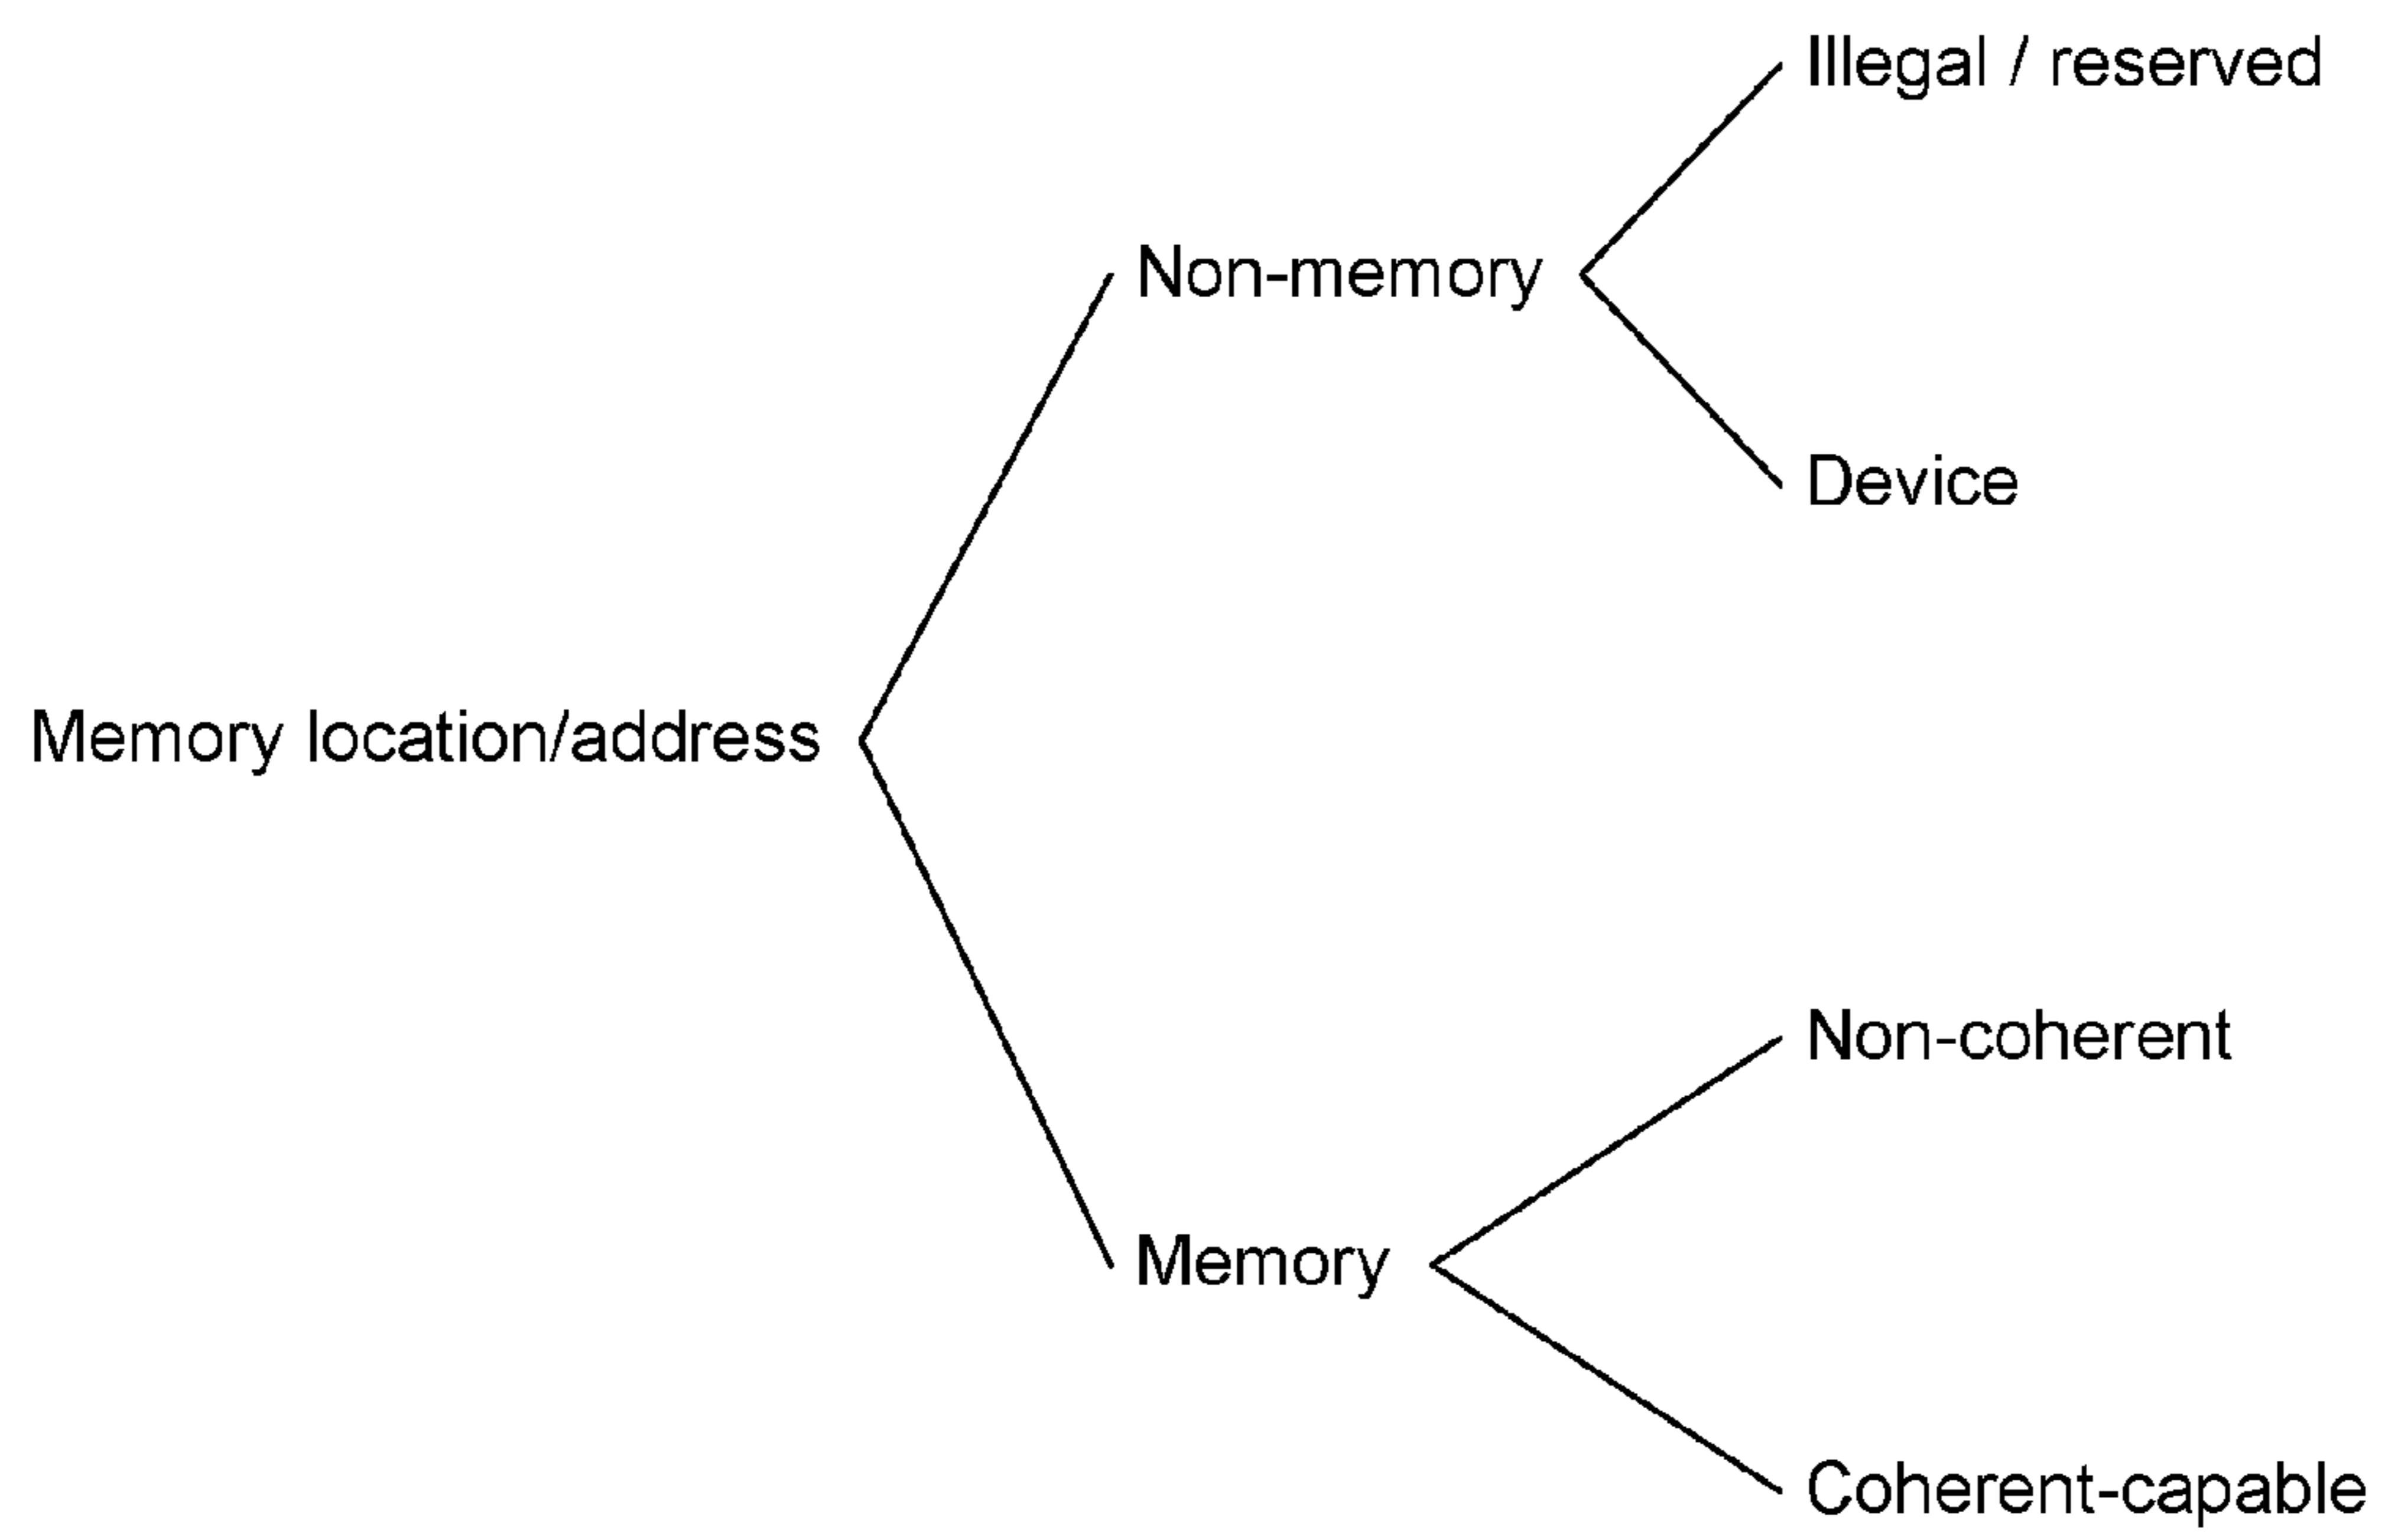 Illegal / reserved
Non-memory
Device
Memory location/address
Non-coherent
Memory
Coherent-capable